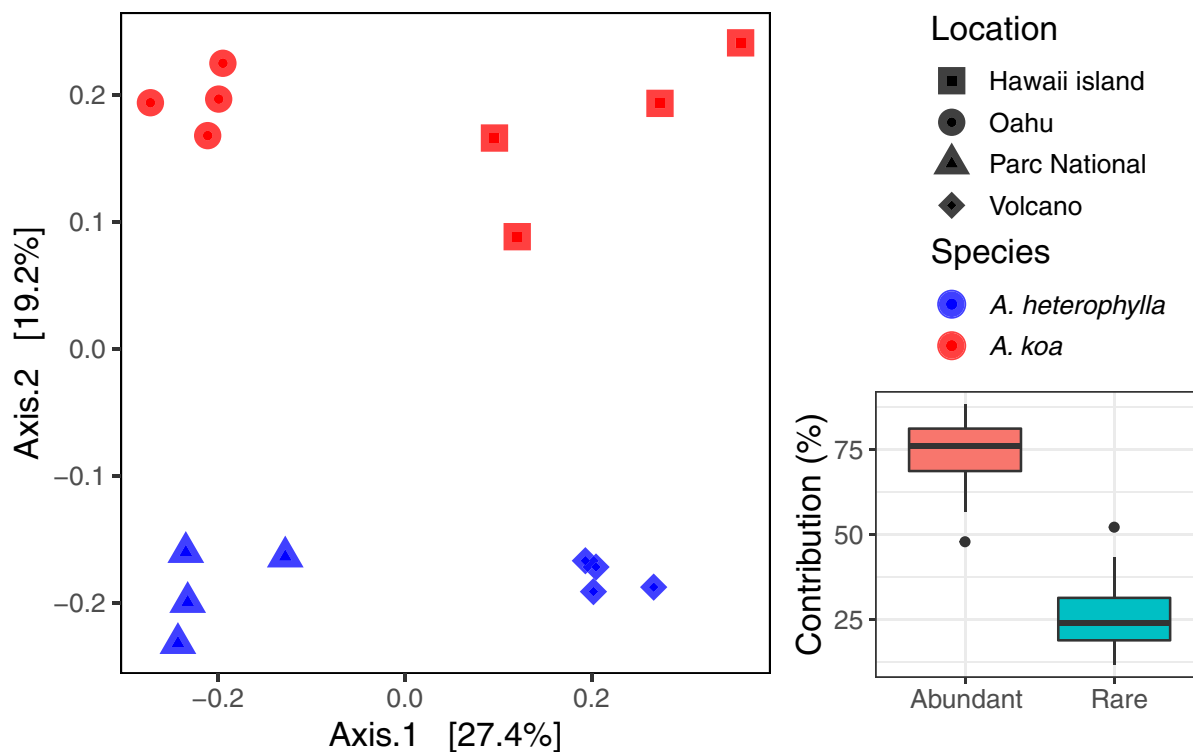 0.2
0.1
0.0
−0.1
−0.2
Axis.2 [19.2%]
−0.2
0.0
0.2
Axis.1 [27.4%]
Location
Hawaii island
Oahu
Parc National
Volcano
Species
A. heterophylla
A. koa
Contribution (%)
75
50
25
Abundant
Rare